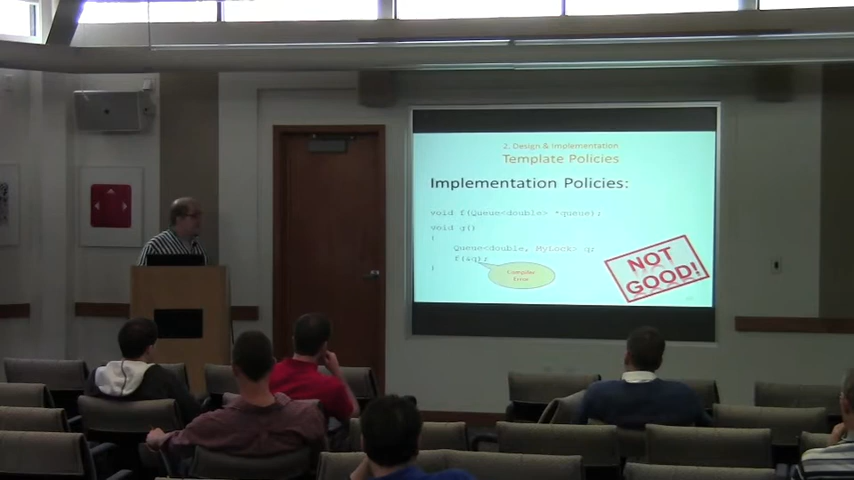 2. Design & Implementation
Template Policies
Implementation Policies:
void f(Queue<double> *queue);
void g()
{
Queue<double, MyLock> q;
f(&q);
}
Compiler
Error
NOT
GOOD!